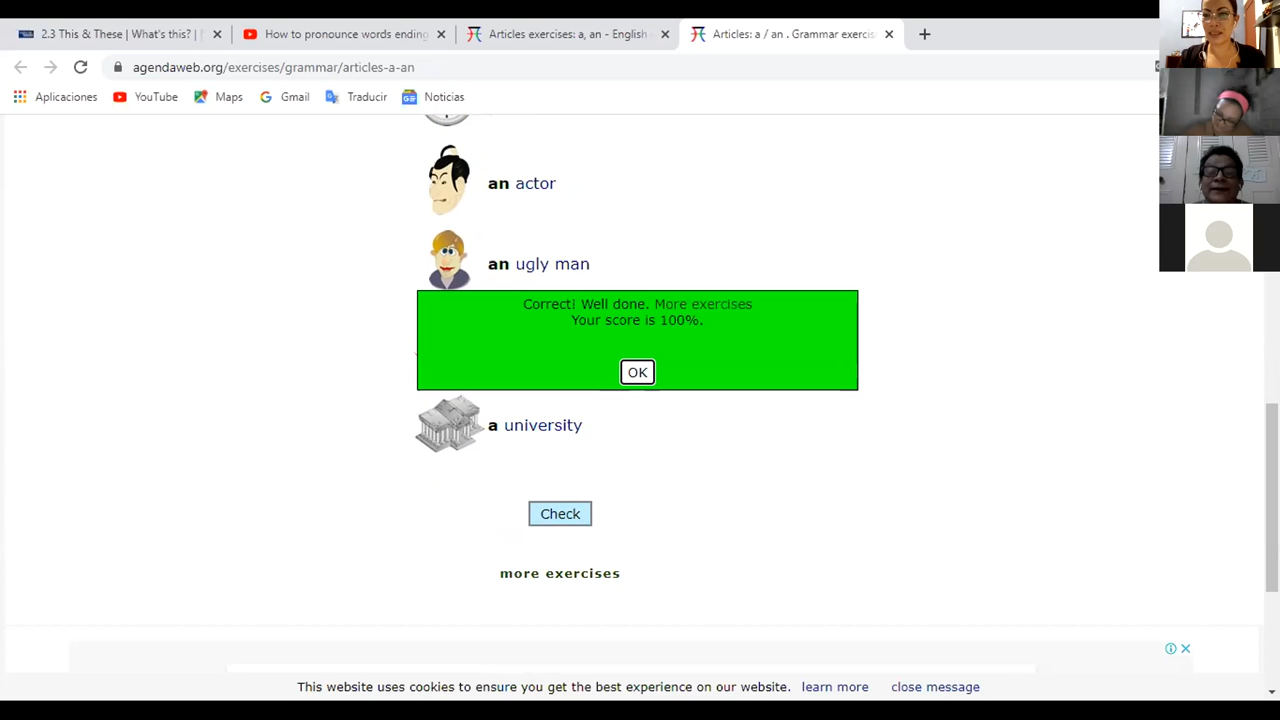 2.3 This & These | What's this? |
How to pronounce words ending
Articles exercises: a, an - English
Articles: a / an . Grammar exercis
agendaweb.org/exercises/grammar/articles-a-an
Aplicaciones
YouTube
Maps
Gmail
Traducir
Noticias
an actor
an ugly man
Correct! Well done. More exercises
Your score is 100%.
OK
a university
Check
more exercises
This website uses cookies to ensure you get the best experience on our website. learn more close message